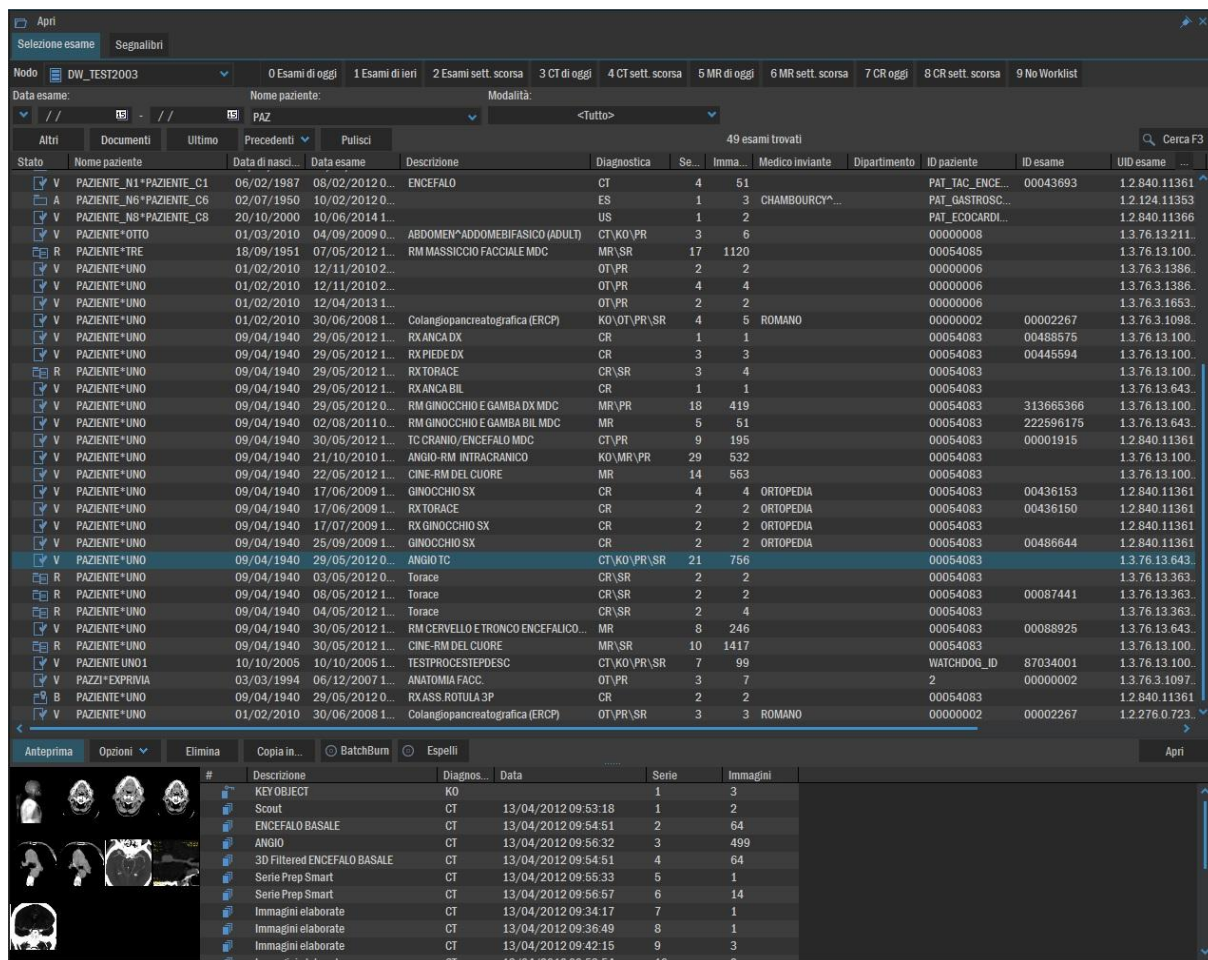 Apri
Selezione esame Segnalibri
Nodo DW_TEST2003 0 Esami di oggi 1 Esami di ieri 2 Esami sett. scorsa 3 CT di oggi 4 CT sett. scorsa 5 MR di oggi 6 MR sett. scorsa 7 CR oggi 8 CR sett. scorsa 9 No Worklist
Data esame: Nome paziente: Modalità:
/ / 15 - / / 15 PAZ <Tutto>
Altri Documenti Ultimo Precedenti Pulisci 49 esami trovati Cerca F3
Stato Nome paziente Data di nasci... Data esame Descrizione Diagnostica Se... Imma... Medico inviante Dipartimento ID paziente ID esame UID esame ...
V PAZIENTE_N1*PAZIENTE_C1 06/02/1987 08/02/2012 0... ENCEFALO CT 4 51 PAT_TAC_ENCE... 00043693 1.2.840.11361
A PAZIENTE_N6*PAZIENTE_C6 02/07/1950 10/02/2012 0... ES 1 3 CHAMBOURCY^... PAT_GASTROSC... 1.2.124.11353
V PAZIENTE_N8*PAZIENTE_C8 20/10/2000 10/06/2014 1... US 1 2 PAT_ECOCARDI... 1.2.840.11366
V PAZIENTE*OTTO 01/03/2010 04/09/2009 0... ABDOMEN^ADDOMEBIFASICO (ADULT) CT\KO\PR 3 6 00000008 1.3.76.13.211..
R PAZIENTE*TRE 18/09/1951 07/05/2012 1... RM MASSICCIO FACCIALE MDC MR\SR 17 1120 00054085 1.3.76.13.100..
V PAZIENTE*UNO 01/02/2010 12/11/2010 2... OT\PR 2 2 00000006 1.3.76.3.1386..
V PAZIENTE*UNO 01/02/2010 12/11/2010 2... OT\PR 4 4 00000006 1.3.76.3.1386..
V PAZIENTE*UNO 01/02/2010 12/04/2013 1... OT\PR 2 2 00000006 1.3.76.3.1653..
V PAZIENTE*UNO 01/02/2010 30/06/2008 1... Colangiopancreatografica (ERCP) KO\OT\PR\SR 4 5 ROMANO 00000002 00002267 1.3.76.3.1098..
V PAZIENTE*UNO 09/04/1940 29/05/2012 1... RX ANCA DX CR 1 1 00054083 00488575 1.3.76.13.100..
V PAZIENTE*UNO 09/04/1940 29/05/2012 1... RX PIEDE DX CR 3 3 00054083 00445594 1.3.76.13.100..
R PAZIENTE*UNO 09/04/1940 29/05/2012 1... RX TORACE CR\SR 3 4 00054083 1.3.76.13.100..
V PAZIENTE*UNO 09/04/1940 29/05/2012 1... RX ANCA BIL CR 1 1 00054083 1.3.76.13.643..
V PAZIENTE*UNO 09/04/1940 29/05/2012 0... RM GINOCCHIO E GAMBA DX MDC MR\PR 18 419 00054083 313665366 1.3.76.13.100..
V PAZIENTE*UNO 09/04/1940 02/08/2011 0... RM GINOCCHIO E GAMBA BIL MDC MR 5 51 00054083 222596175 1.3.76.13.643..
V PAZIENTE*UNO 09/04/1940 30/05/2012 1... TC CRANIO/ENCEFALO MDC CT\PR 9 195 00054083 00001915 1.2.840.11361
V PAZIENTE*UNO 09/04/1940 21/10/2010 1... ANGIO-RM INTRACRANICO KO\MR\PR 29 532 00054083 1.3.76.13.100..
V PAZIENTE*UNO 09/04/1940 22/05/2012 1... CINE-RM DEL CUORE MR 14 553 00054083 1.3.76.13.100..
V PAZIENTE*UNO 09/04/1940 17/06/2009 1... GINOCCHIO SX CR 4 4 ORTOPEDIA 00054083 00436153 1.2.840.11361
V PAZIENTE*UNO 09/04/1940 17/06/2009 1... RX TORACE CR 2 2 ORTOPEDIA 00054083 00436150 1.2.840.11361
V PAZIENTE*UNO 09/04/1940 17/07/2009 1... RX GINOCCHIO SX CR 2 2 ORTOPEDIA 00054083 1.2.840.11361
V PAZIENTE*UNO 09/04/1940 25/09/2009 1... GINOCCHIO SX CR 2 2 ORTOPEDIA 00054083 00486644 1.2.840.11361
V PAZIENTE*UNO 09/04/1940 29/05/2012 0... ANGIO TC CT\KO\PR\SR 21 756 00054083 1.3.76.13.643..
R PAZIENTE*UNO 09/04/1940 03/05/2012 0... Torace CR\SR 2 2 00054083 1.3.76.13.363..
R PAZIENTE*UNO 09/04/1940 08/05/2012 1... Torace CR\SR 2 2 00054083 00087441 1.3.76.13.363..
R PAZIENTE*UNO 09/04/1940 04/05/2012 1... Torace CR\SR 2 4 00054083 1.3.76.13.363..
V PAZIENTE*UNO 09/04/1940 30/05/2012 1... RM CERVELLO E TRONCO ENCEFALICO... MR 8 246 00054083 00088925 1.3.76.13.643..
R PAZIENTE*UNO 09/04/1940 30/05/2012 1... CINE-RM DEL CUORE MR\SR 10 1417 00054083 1.3.76.13.100..
V PAZIENTE UNO1 10/10/2005 10/10/2005 1... TESTPROCESTEPDESC CT\KO\PR\SR 7 99 WATCHDOG_ID 87034001 1.3.76.13.100..
V PAZZI*EXPRIVIA 03/03/1994 06/12/2007 1... ANATOMIA FACC. OT\PR 3 7 2 00000002 1.3.76.3.1097..
B PAZIENTE*UNO 09/04/1940 29/05/2012 0... RX ASS.ROTULA 3P CR 2 2 00054083 1.2.840.11361
V PAZIENTE*UNO 01/02/2010 30/06/2008 1... Colangiopancreatografica (ERCP) OT\PR\SR 3 3 ROMANO 00000002 00002267 1.2.276.0.723..
Anteprima Opzioni Elimina Copia in... BatchBurn Espelli Apri
# Descrizione Diagnos... Data Serie Immagini
KEY OBJECT KO 1 3
Scout CT 13/04/2012 09:53:18 1 2
ENCEFALO BASALE CT 13/04/2012 09:54:51 2 64
ANGIO CT 13/04/2012 09:56:32 3 499
3D Filtered ENCEFALO BASALE CT 13/04/2012 09:54:51 4 64
Serie Prep Smart CT 13/04/2012 09:55:33 5 1
Serie Prep Smart CT 13/04/2012 09:56:57 6 14
Immagini elaborate CT 13/04/2012 09:34:17 7 1
Immagini elaborate CT 13/04/2012 09:36:49 8 1
Immagini elaborate CT 13/04/2012 09:42:15 9 3